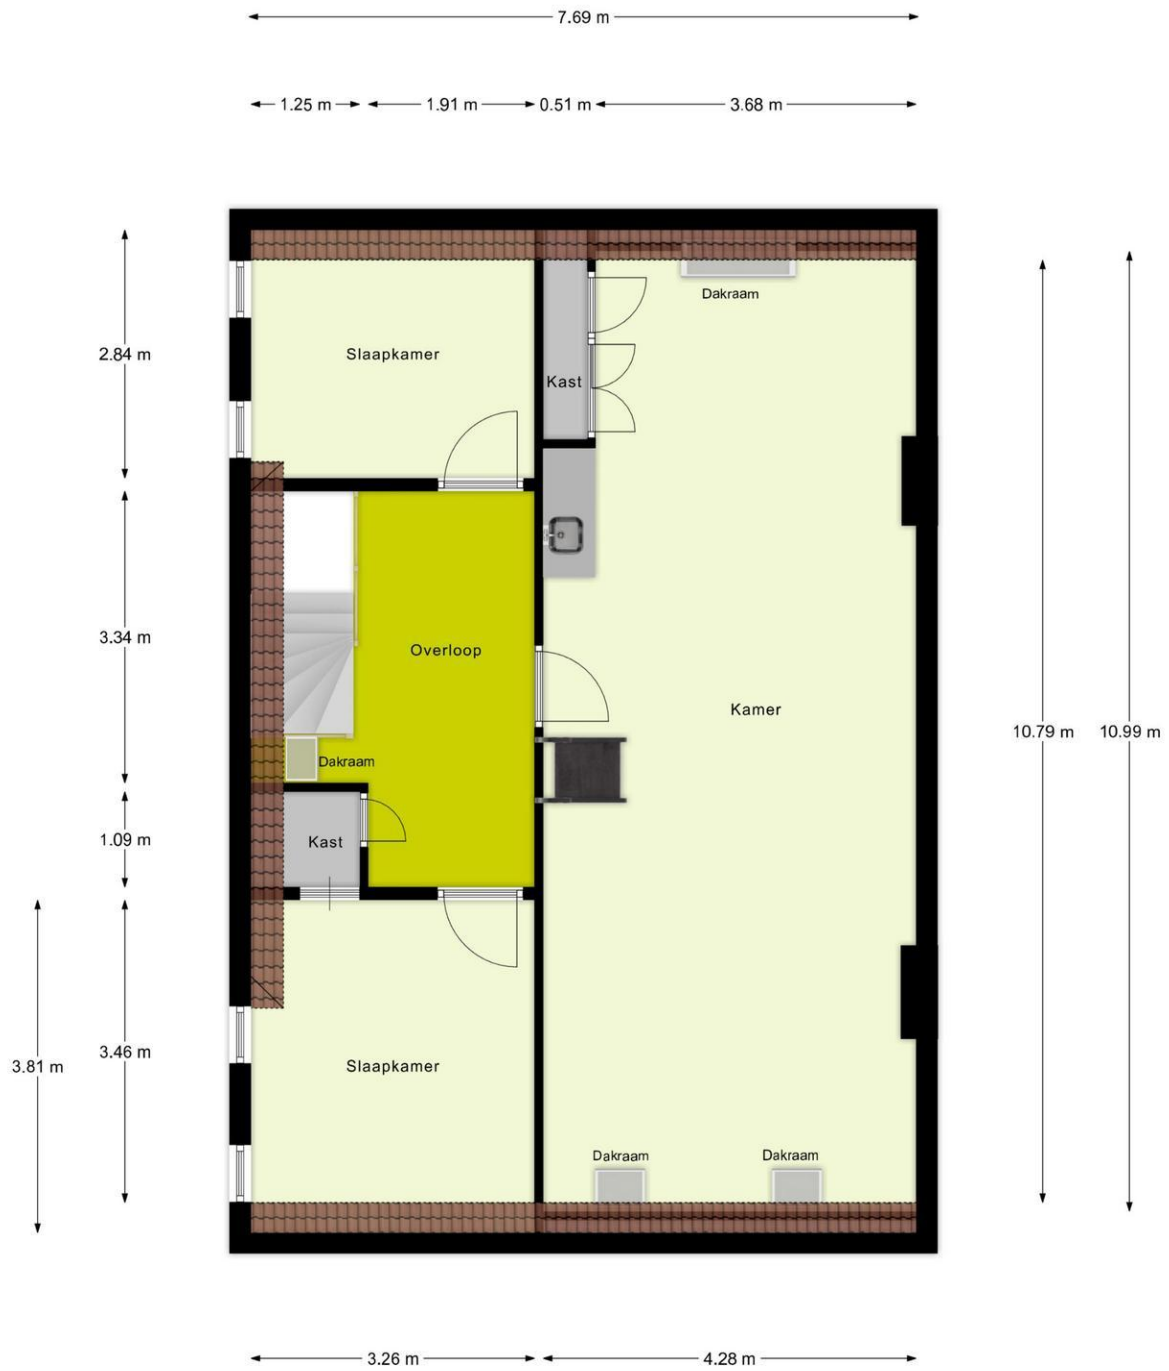 7.69 m
1.25 m
1.91 m
0.51 m
3.68 m
Dakraam
2.84 m
Slaapkamer
Kast
3.34 m
Overloop
Kamer
10.79 m
10.99 m
Dakraam
1.09 m
Kast
3.81 m
3.46 m
Slaapkamer
Dakraam
Dakraam
3.26 m
4.28 m